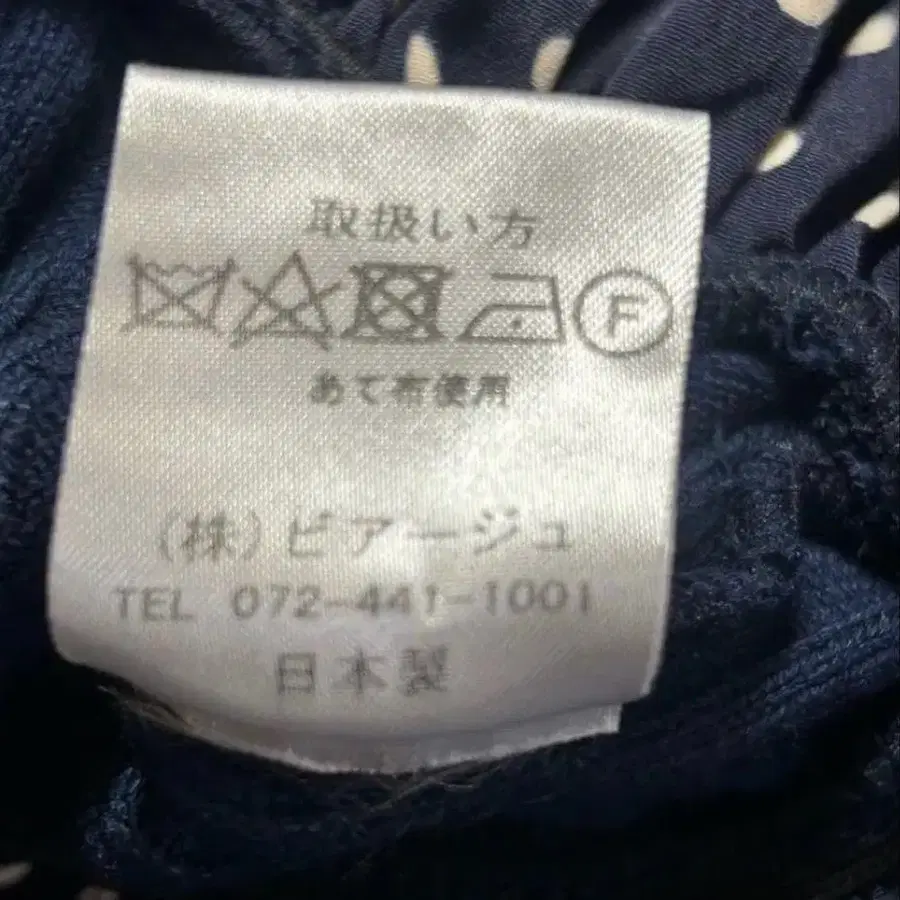 取扱い方
F
あて布使用
(株)ビアージュ
TEL 072-441-1001
日本製